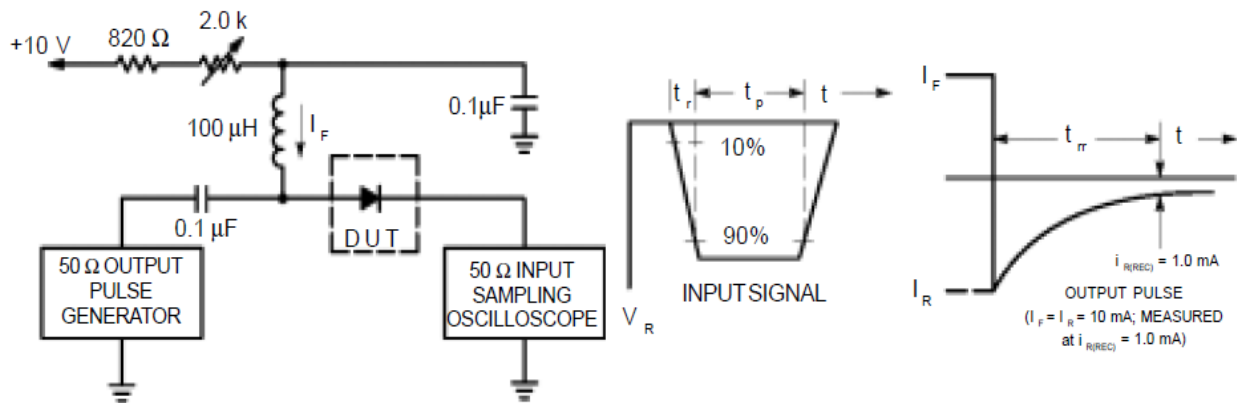 +10 V
820 Ω
2.0 k
100 μH
I F
0.1μF
0.1 μF
D U T
50 Ω OUTPUT
PULSE
GENERATOR
50 Ω INPUT
SAMPLING
OSCILLOSCOPE
t r
t p
t
10%
90%
V R
INPUT SIGNAL
I F
t rr
t
I R
i R(REC) = 1.0 mA
OUTPUT PULSE
(I F = I R = 10 mA; MEASURED
at i R(REC) = 1.0 mA)